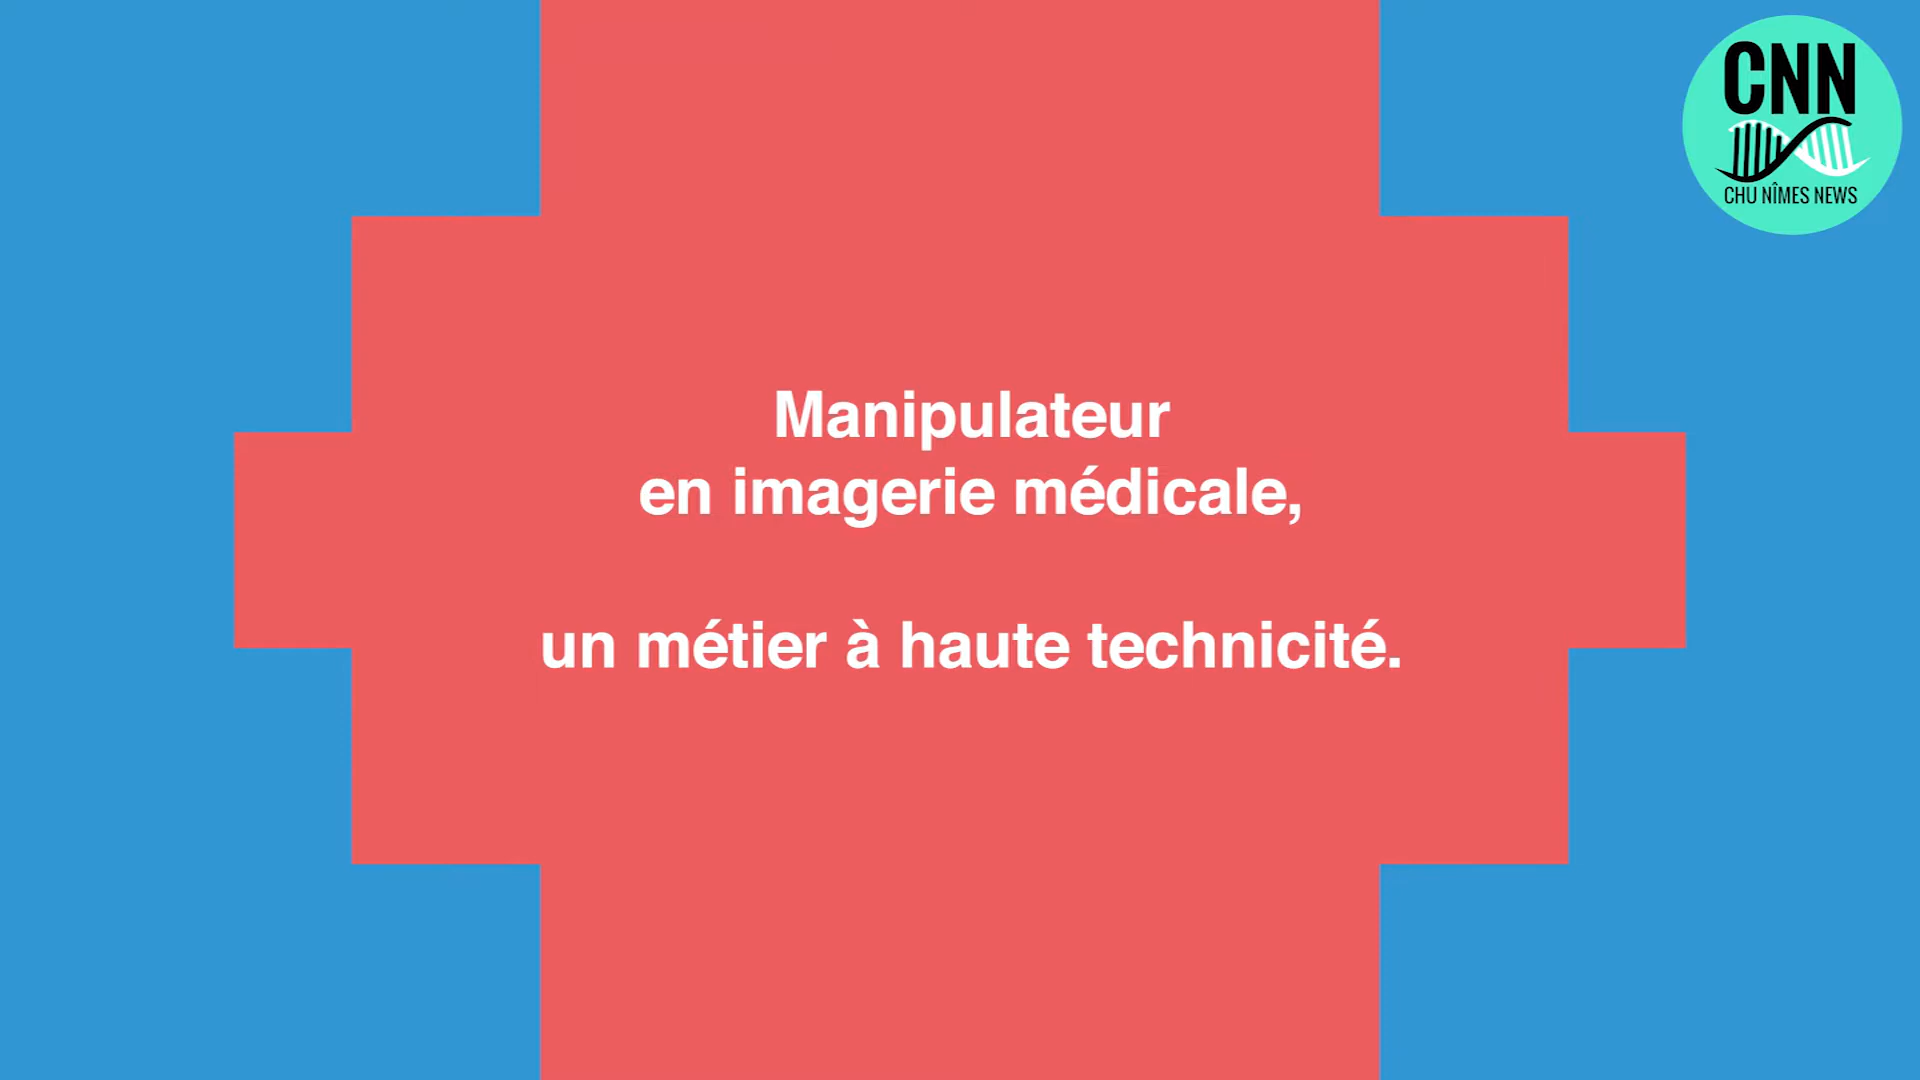 CNN
CHU NÎMES NEWS
Manipulateur
en imagerie médicale,
un métier à haute technicité.